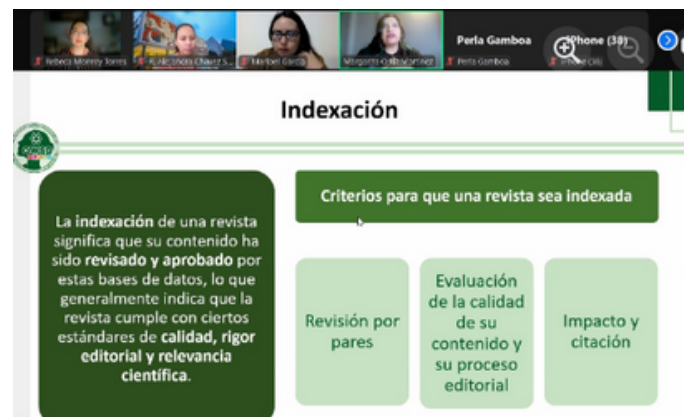 Perla Gamboa
iPhone (38)
Perla Gamboa
Indexación
La indexación de una revista
significa que su contenido ha
sido revisado y aprobado por
estas bases de datos, lo que
generalmente indica que la
revista cumple con ciertos
estándares de calidad, rigor
editorial y relevancia
científica.
Criterios para que una revista sea indexada
Revisión por
pares
Evaluación
de la calidad
de su
contenido y
su proceso
editorial
Impacto y
citación